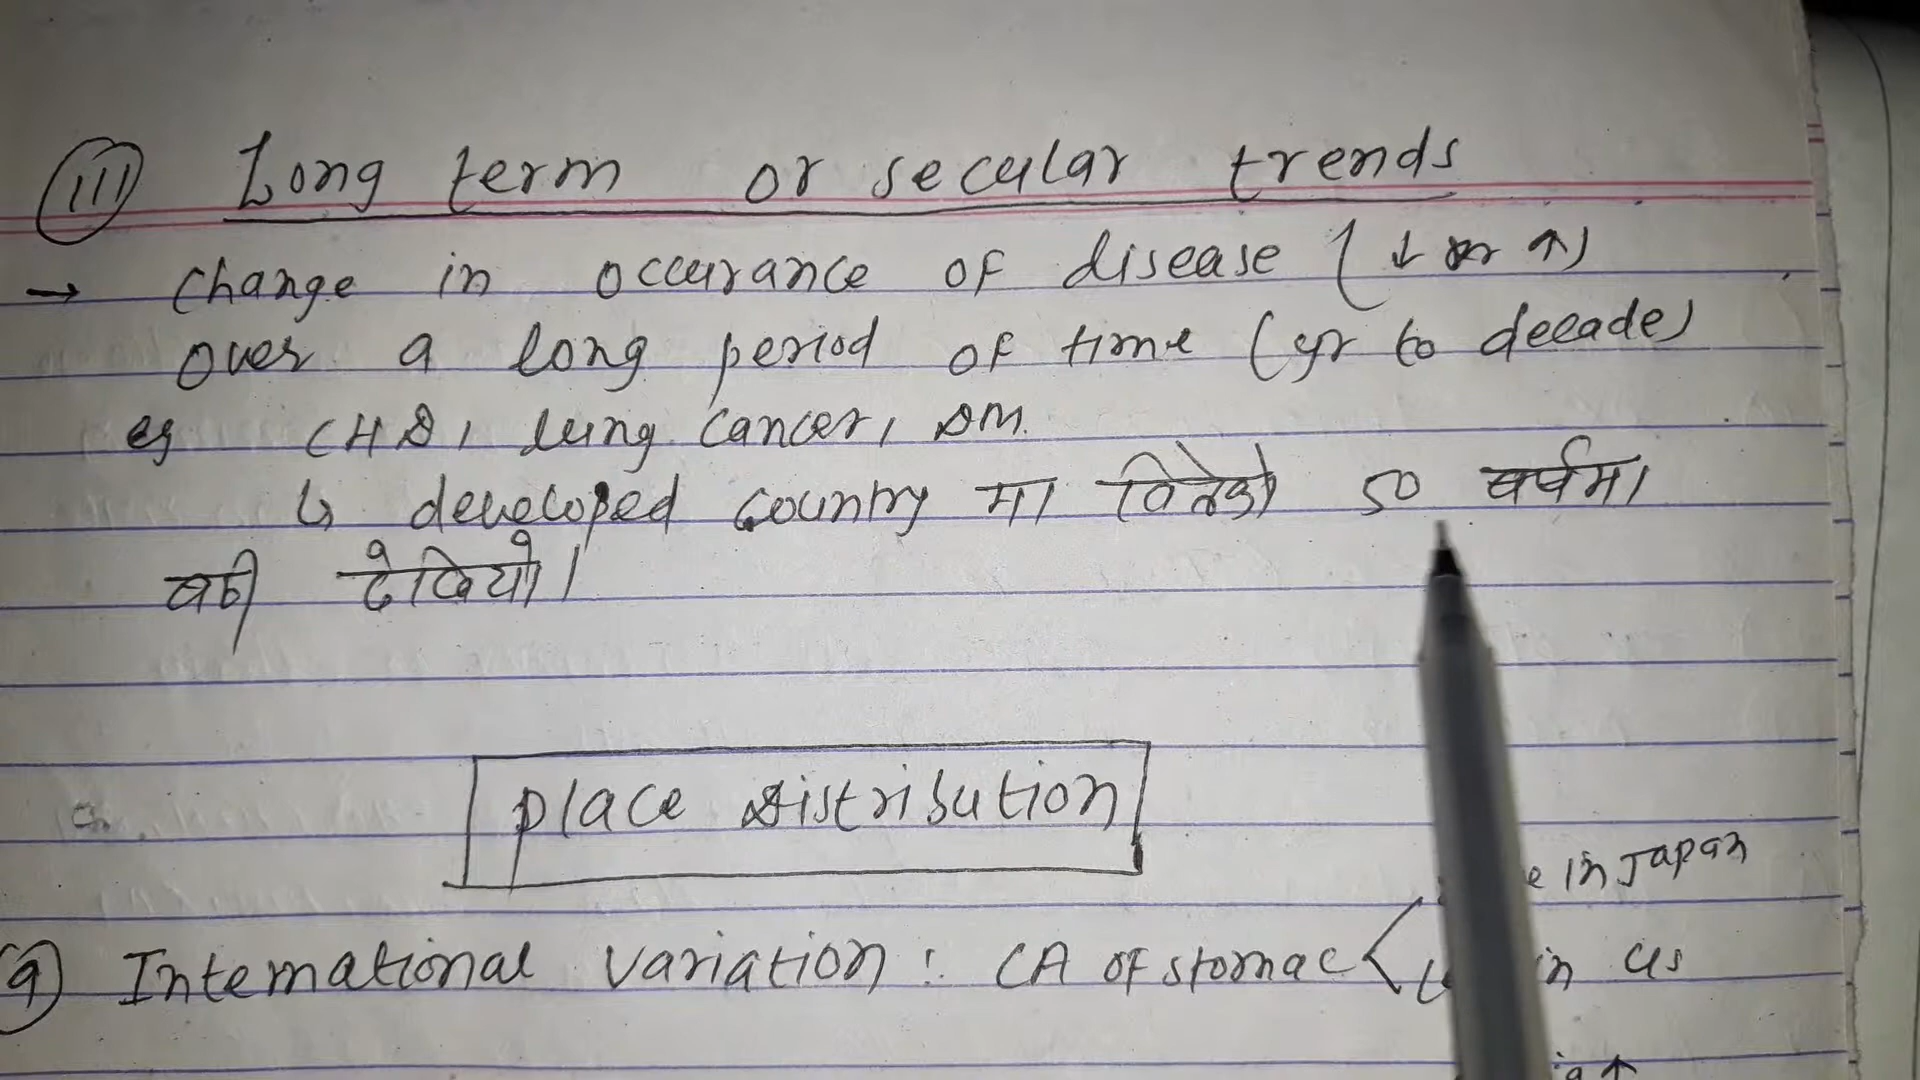 (iii) Long term or secular trends
→ change in occurance of disease (↓ or ↑)
over a long period of time (yr to decade)
eg CHD, lung cancer, DM.
↳ developed country मा बितेको 50 वर्षमा
बढी देखियो।
place Distribution
in Japan
(a) International variation : CA of stomac < in US
↑